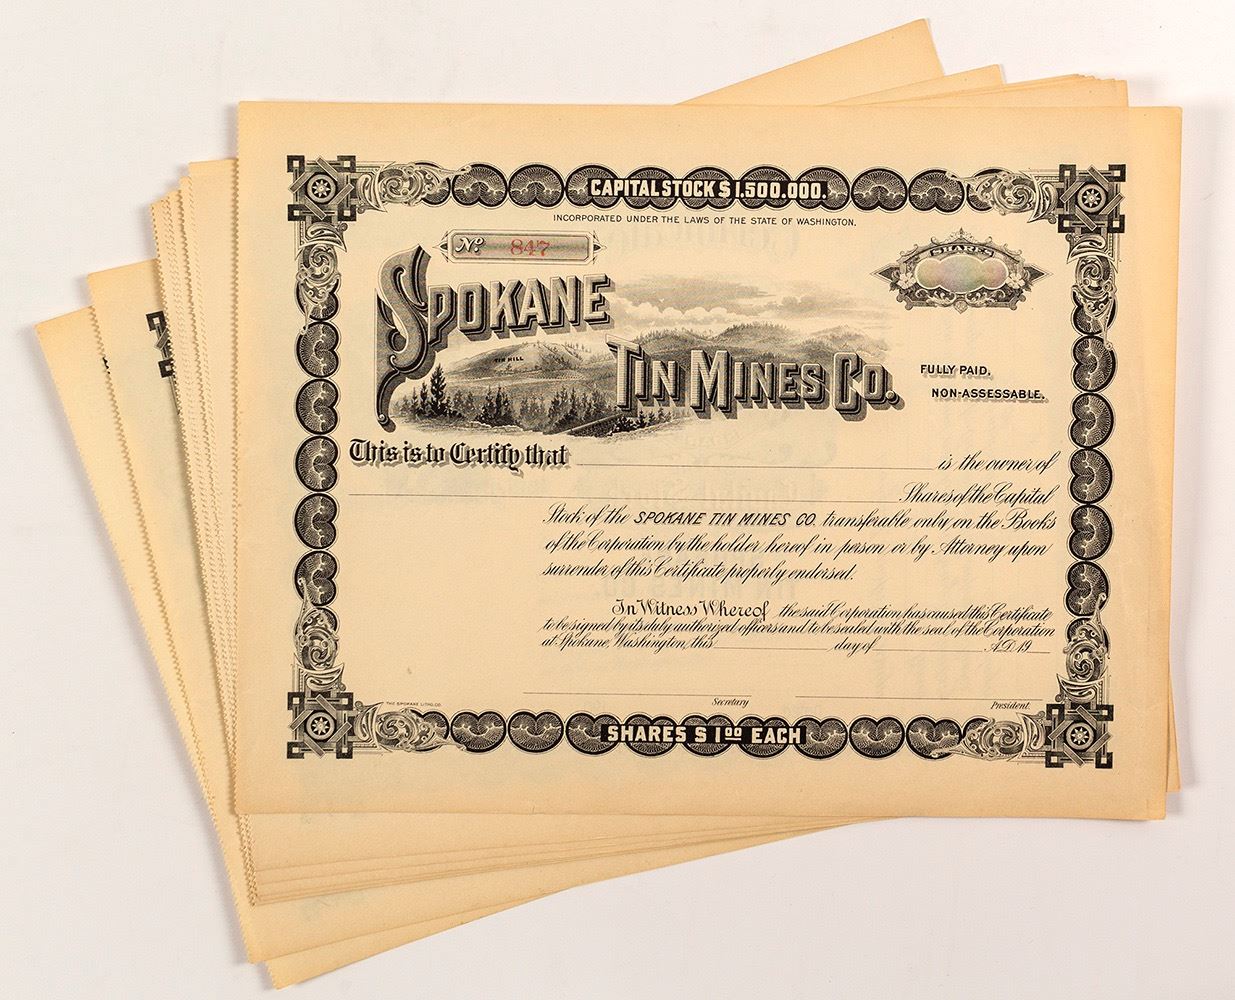 CAPITAL STOCK $1,500,000.
INCORPORATED UNDER THE LAWS OF THE STATE OF WASHINGTON.
No. 847
SHARES
SPOKANE
TIN HILL
TIN MINES CO.
FULLY PAID.
NON-ASSESSABLE.
This is to Certify that is the owner of
Shares of the Capital
Stock of the SPOKANE TIN MINES CO. transferable only on the Books
of the Corporation by the holder hereof in person or by Attorney upon
surrender of this Certificate properly endorsed.
In Witness Whereof the said Corporation has caused this Certificate
to be signed by its duly authorized officers and to be sealed with the seal of the Corporation
at Spokane, Washington, this day of A.D. 19
Secretary President.
THE SPOKANE LITHO. CO.
SHARES $1.00 EACH